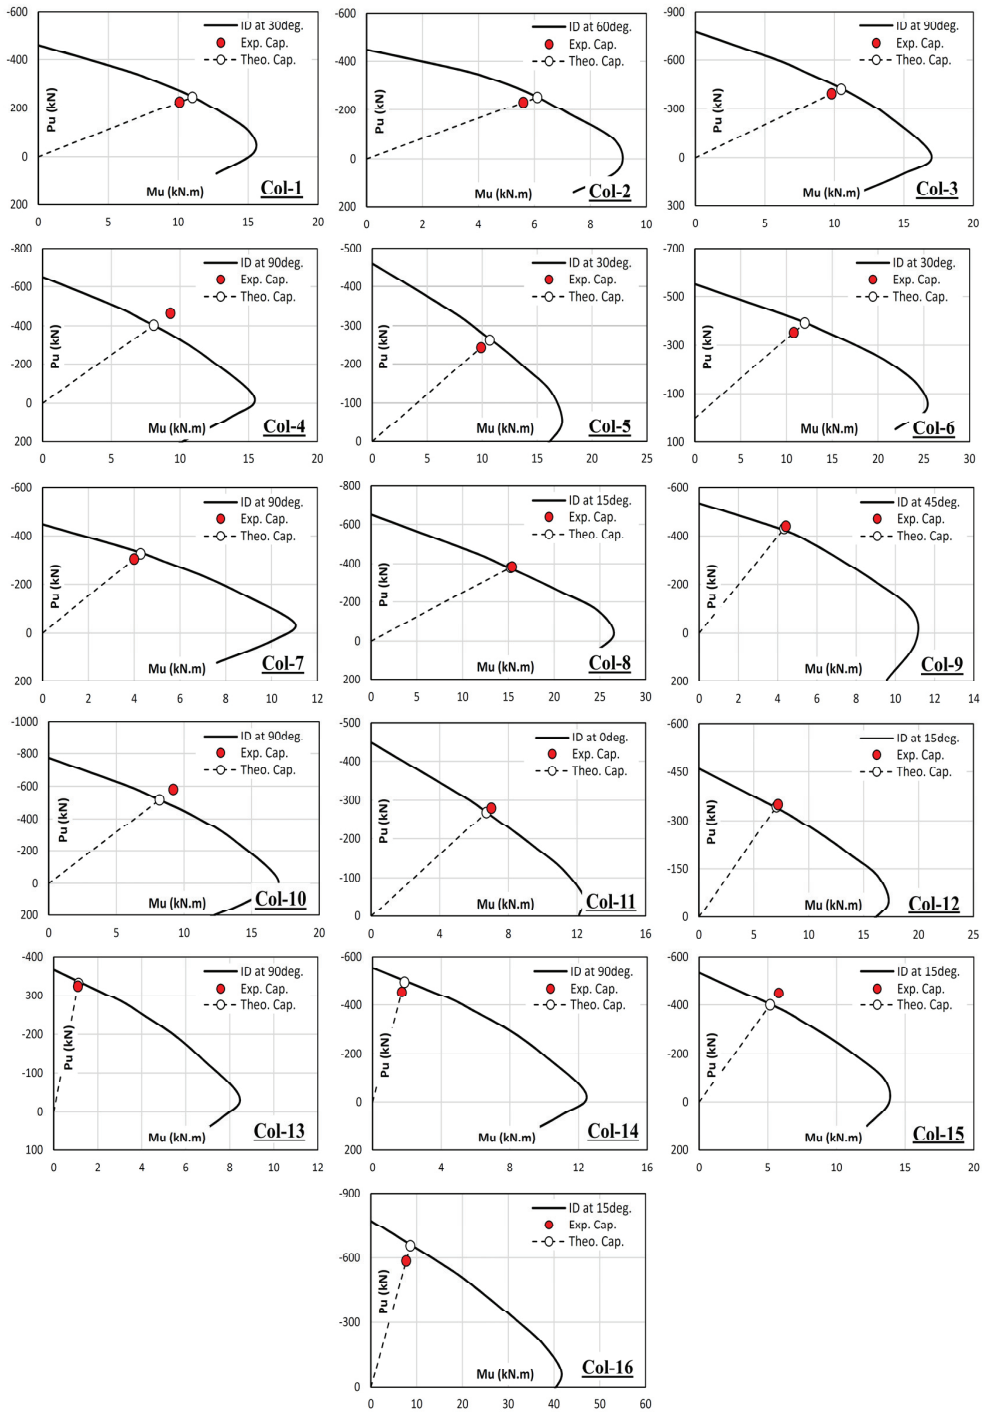 -600
-400
200
0
200
Pu (kN)
ID at 30deg.
Exp. Cap.
Theo. Cap.
Mu (kN.m)
Col-1
0 5 10 15 20
-600
-400
-200
0
200
Pu (kN)
ID at 60deg.
Exp. Cap.
Theo. Cap.
Mu (kN.m)
Col-2
0 2 4 6 8 10
-900
-600
-300
0
300
Pu (kN)
ID at 90deg.
Exp. Cap.
Theo. Cap.
Mu (kN.m)
Col-3
0 5 10 15 20
-800
-600
-400
-200
0
200
Pu (kN)
ID at 90deg.
Exp. Cap.
Theo. Cap.
Mu (kN.m)
Col-4
0 5 10 15 20
-500
-400
-300
-200
-100
0
Pu (kN)
ID at 30deg.
Exp. Cap.
Theo. Cap.
Mu (kN.m)
Col-5
0 5 10 15 20 25
-700
-500
-300
-100
100
Pu (kN)
ID at 30deg.
Exp. Cap.
Theo. Cap.
Mu (kN.m)
Col-6
0 5 10 15 20 25 30
-600
-400
-200
0
200
Pu (kN)
ID at 90deg.
Exp. Cap.
Theo. Cap.
Mu (kN.m)
Col-7
0 2 4 6 8 10 12
-800
-600
-400
-200
0
200
Pu (kN)
ID at 15deg.
Exp. Cap.
Theo. Cap.
Mu (kN.m)
Col-8
0 5 10 15 20 25 30
-600
-400
-200
0
200
Pu (kN)
ID at 45deg.
Exp. Cap.
Theo. Cap.
Mu (kN.m)
Col-9
0 2 4 6 8 10 12 14
-1000
-800
-600
-400
-200
0
200
Pu (kN)
ID at 90deg.
Exp. Cap.
Theo. Cap.
Mu (kN.m)
Col-10
0 5 10 15 20
-500
-400
-300
-200
-100
0
Pu (kN)
ID at 0deg.
Exp. Cap.
Theo. Cap.
Mu (kN.m)
Col-11
0 2 4 6 8 10 12 16
-600
-450
-300
-150
0
Pu (kN)
ID at 15deg.
Exp. Cap.
Theo. Cap.
Mu (kN.m)
Col-12
0 5 10 15 20 25
-400
300
-200
-100
0
100
Pu (kN)
ID at 90deg.
Exp. Cap.
Theo. Cap.
Mu (kN.m)
Col-13
0 2 4 6 8 10 12
-600
-400
-200
0
200
Pu (kN)
ID at 90deg.
Exp. Cap.
Theo. Cap.
Mu (kN.m)
Col-14
0 4 8 12 16
-600
-400
-200
0
200
Pu (kN)
ID at 15deg.
Exp. Cap.
Theo. Cap.
Mu (kN.m)
Col-15
0 5 10 15 20
-900
-600
-300
0
Pu (kN)
ID at 15deg.
Exp. Cap.
Theo. Cap.
Mu (kN.m)
Col-16
0 10 20 30 40 50 60